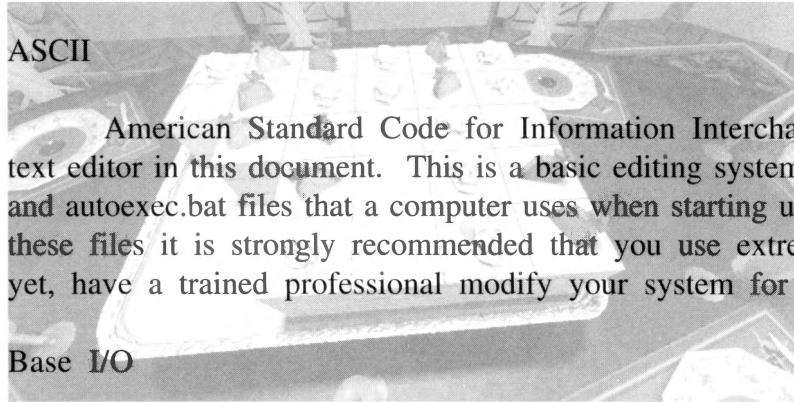 ASCII
American Standard Code for Information Intercha
text editor in this document. This is a basic editing system
and autoexec.bat files that a computer uses when starting u
these files it is strongly recommended that you use extre
yet, have a trained professional modify your system for
Base I/O